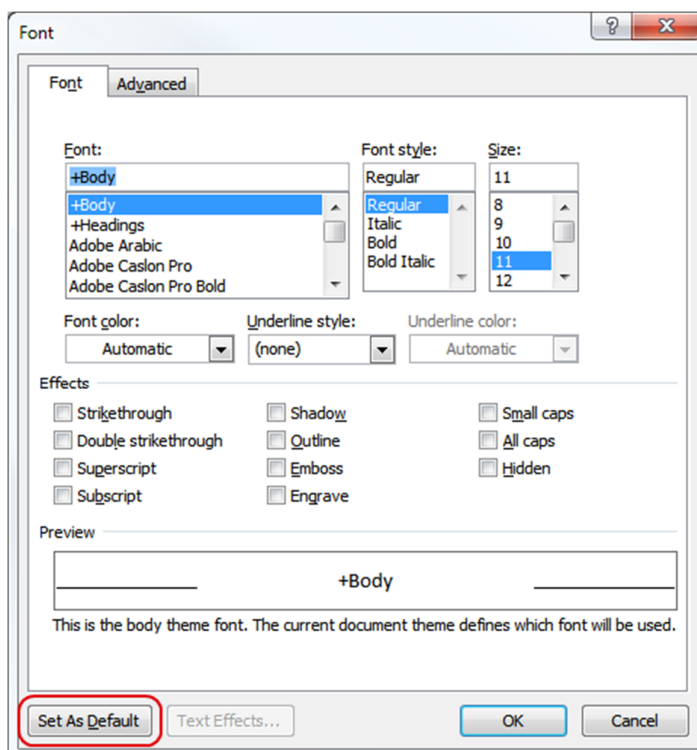 Font
Font Advanced
Font: Font style: Size:
+Body Regular 11
+Body Regular 8
+Headings Italic 9
Adobe Arabic Bold 10
Adobe Caslon Pro Bold Italic 11
Adobe Caslon Pro Bold 12
Font color: Underline style: Underline color:
Automatic (none) Automatic
Effects
Strikethrough Shadow Small caps
Double strikethrough Outline All caps
Superscript Emboss Hidden
Subscript Engrave
Preview
+Body
This is the body theme font. The current document theme defines which font will be used.
Set As Default Text Effects... OK Cancel